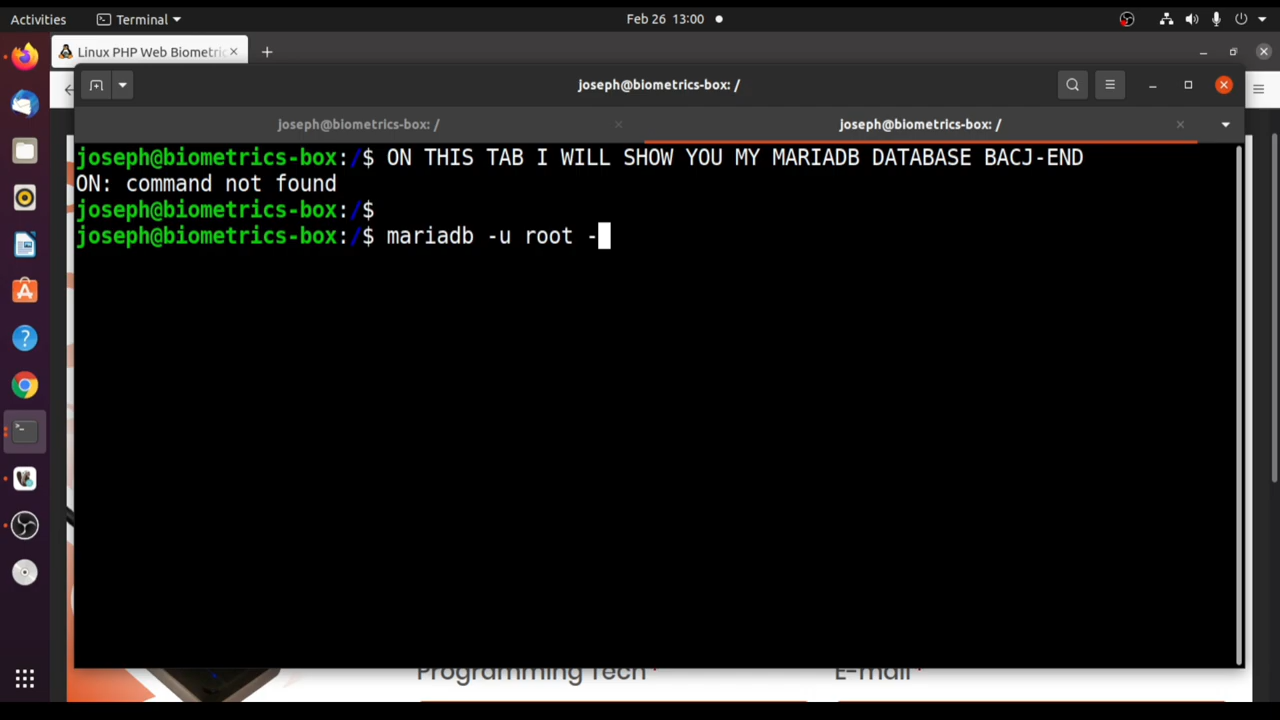 Activities
Terminal
Feb 26 13:00
Linux PHP Web Biometric
joseph@biometrics-box: /
joseph@biometrics-box: /
joseph@biometrics-box: /
joseph@biometrics-box:/$ ON THIS TAB I WILL SHOW YOU MY MARIADB DATABASE BACJ-END
ON: command not found
joseph@biometrics-box:/$
joseph@biometrics-box:/$ mariadb -u root -
Programming Tech *
E-mail *